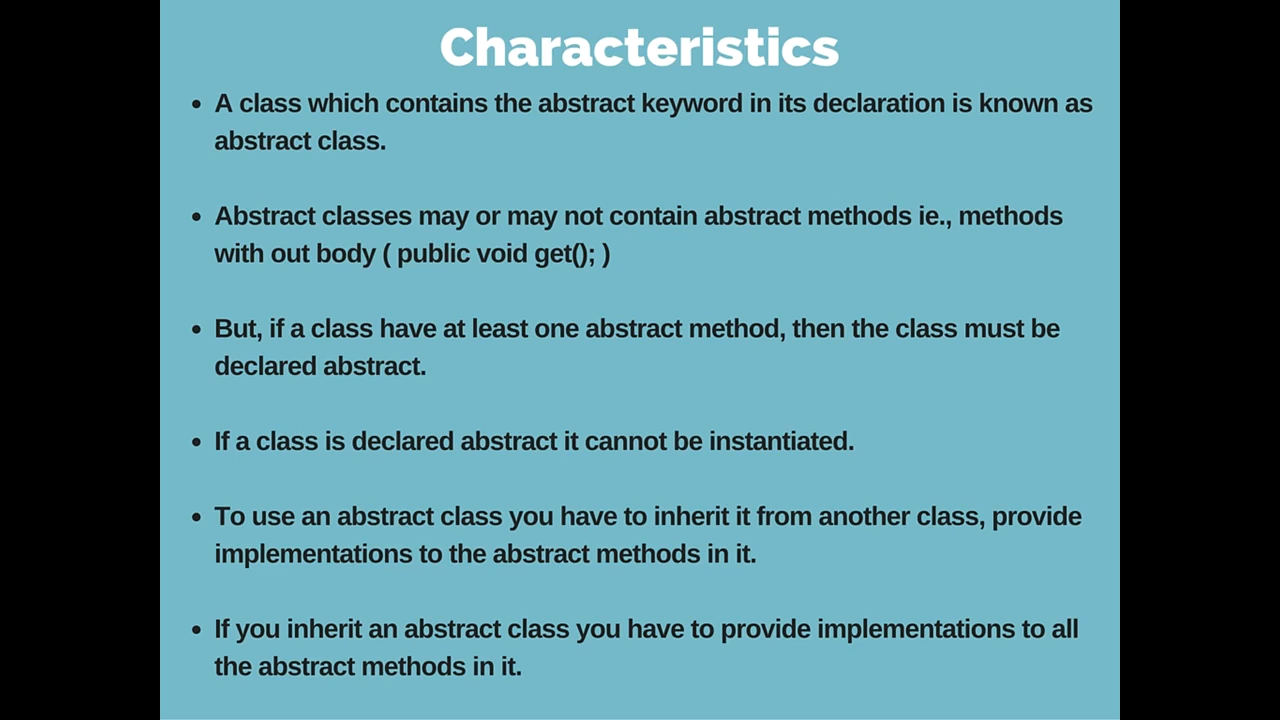 Characteristics
• A class which contains the abstract keyword in its declaration is known as
abstract class.
• Abstract classes may or may not contain abstract methods ie., methods
with out body ( public void get(); )
• But, if a class have at least one abstract method, then the class must be
declared abstract.
• If a class is declared abstract it cannot be instantiated.
• To use an abstract class you have to inherit it from another class, provide
implementations to the abstract methods in it.
• If you inherit an abstract class you have to provide implementations to all
the abstract methods in it.